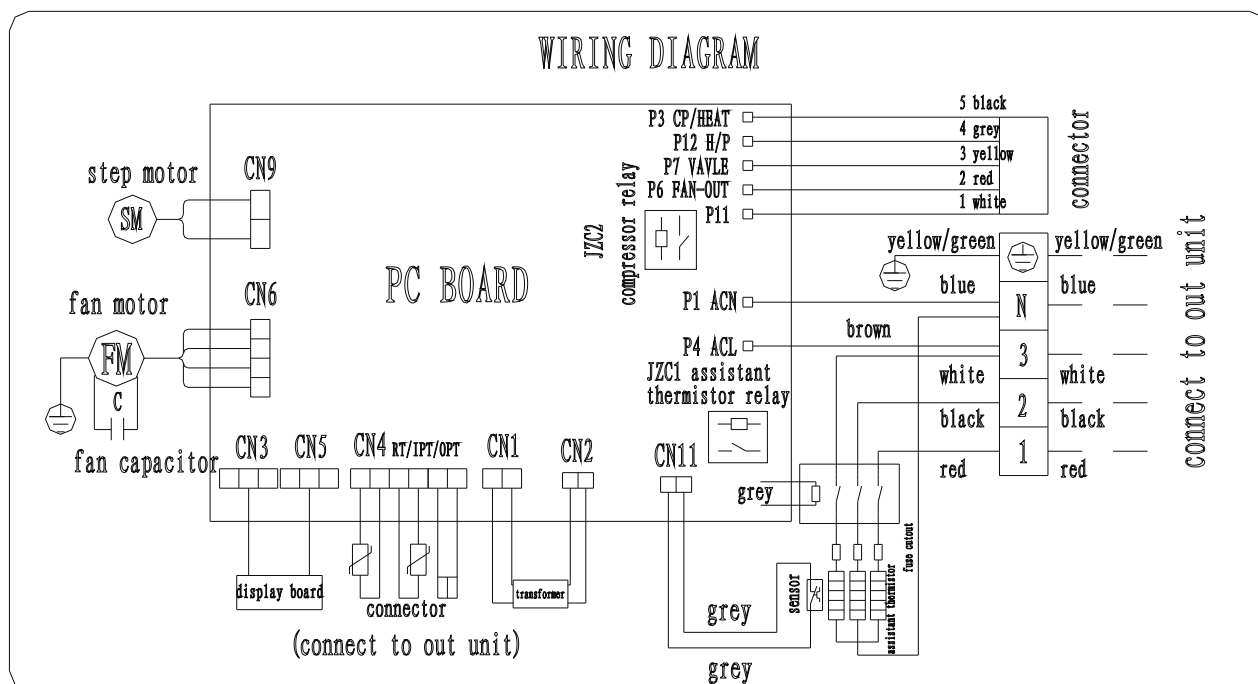 WIRING DIAGRAM
step motor
SM
CN9
fan motor
FM
C
CN6
fan capacitor
PC BOARD
P3 CP/HEAT
P12 H/P
P7 VAVLE
P6 FAN-OUT
P11
JZC2
compressor relay
5 black
4 grey
3 yellow
2 red
1 white
connector
P1 ACN
P4 ACL
JZC1 assistant
thermistor relay
yellow/green
blue
brown
white
black
red
N
3
2
1
yellow/green
blue
white
black
red
connect to out unit
CN3
CN5
CN4 RT/IPT/OPT
CN1
CN2
CN11
grey
display board
connector
(connect to out unit)
transformer
grey
grey
sensor
assistant thermistor
fuse cutout